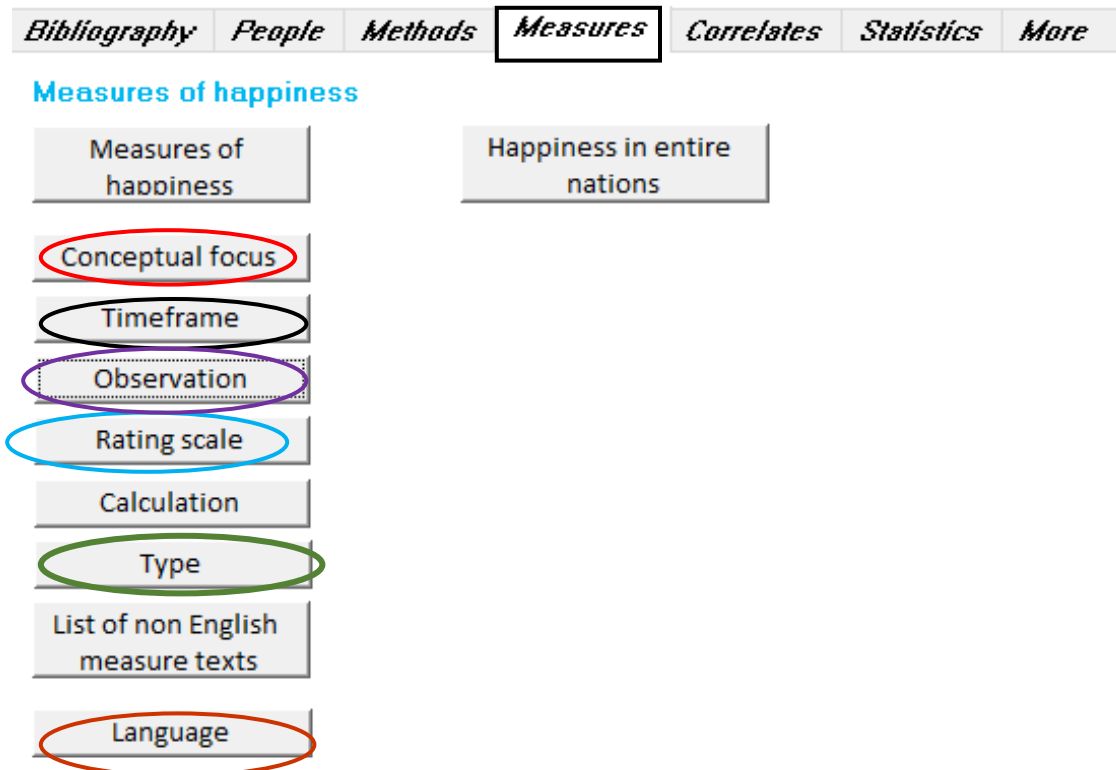 Bibliography People Methods Measures Correlates Statistics More
Measures of happiness
Measures of
happiness
Happiness in entire
nations
Conceptual focus
Timeframe
Observation
Rating scale
Calculation
Type
List of non English
measure texts
Language